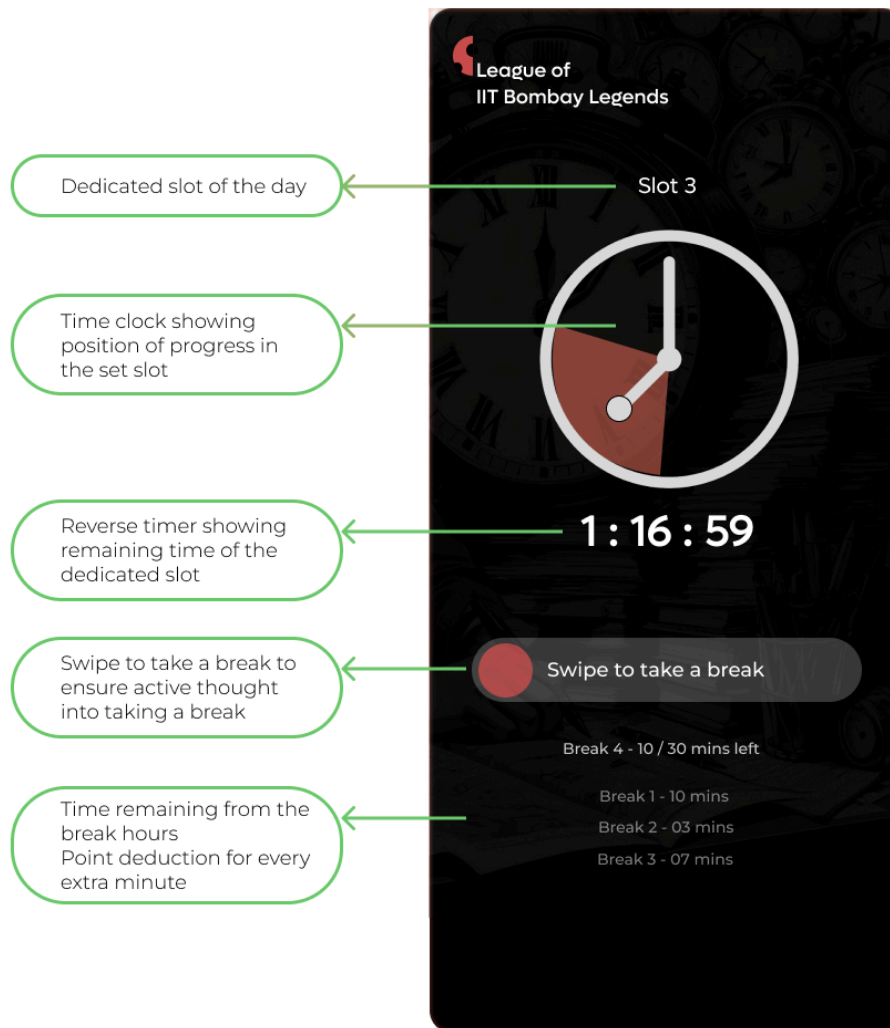 League of
IIT Bombay Legends
Dedicated slot of the day
Slot 3
Time clock showing
position of progress in
the set slot
Reverse timer showing
remaining time of the
dedicated slot
1 : 16 : 59
Swipe to take a break to
ensure active thought
into taking a break
Swipe to take a break
Break 4 - 10 / 30 mins left
Time remaining from the
break hours
Point deduction for every
extra minute
Break 1 - 10 mins
Break 2 - 03 mins
Break 3 - 07 mins